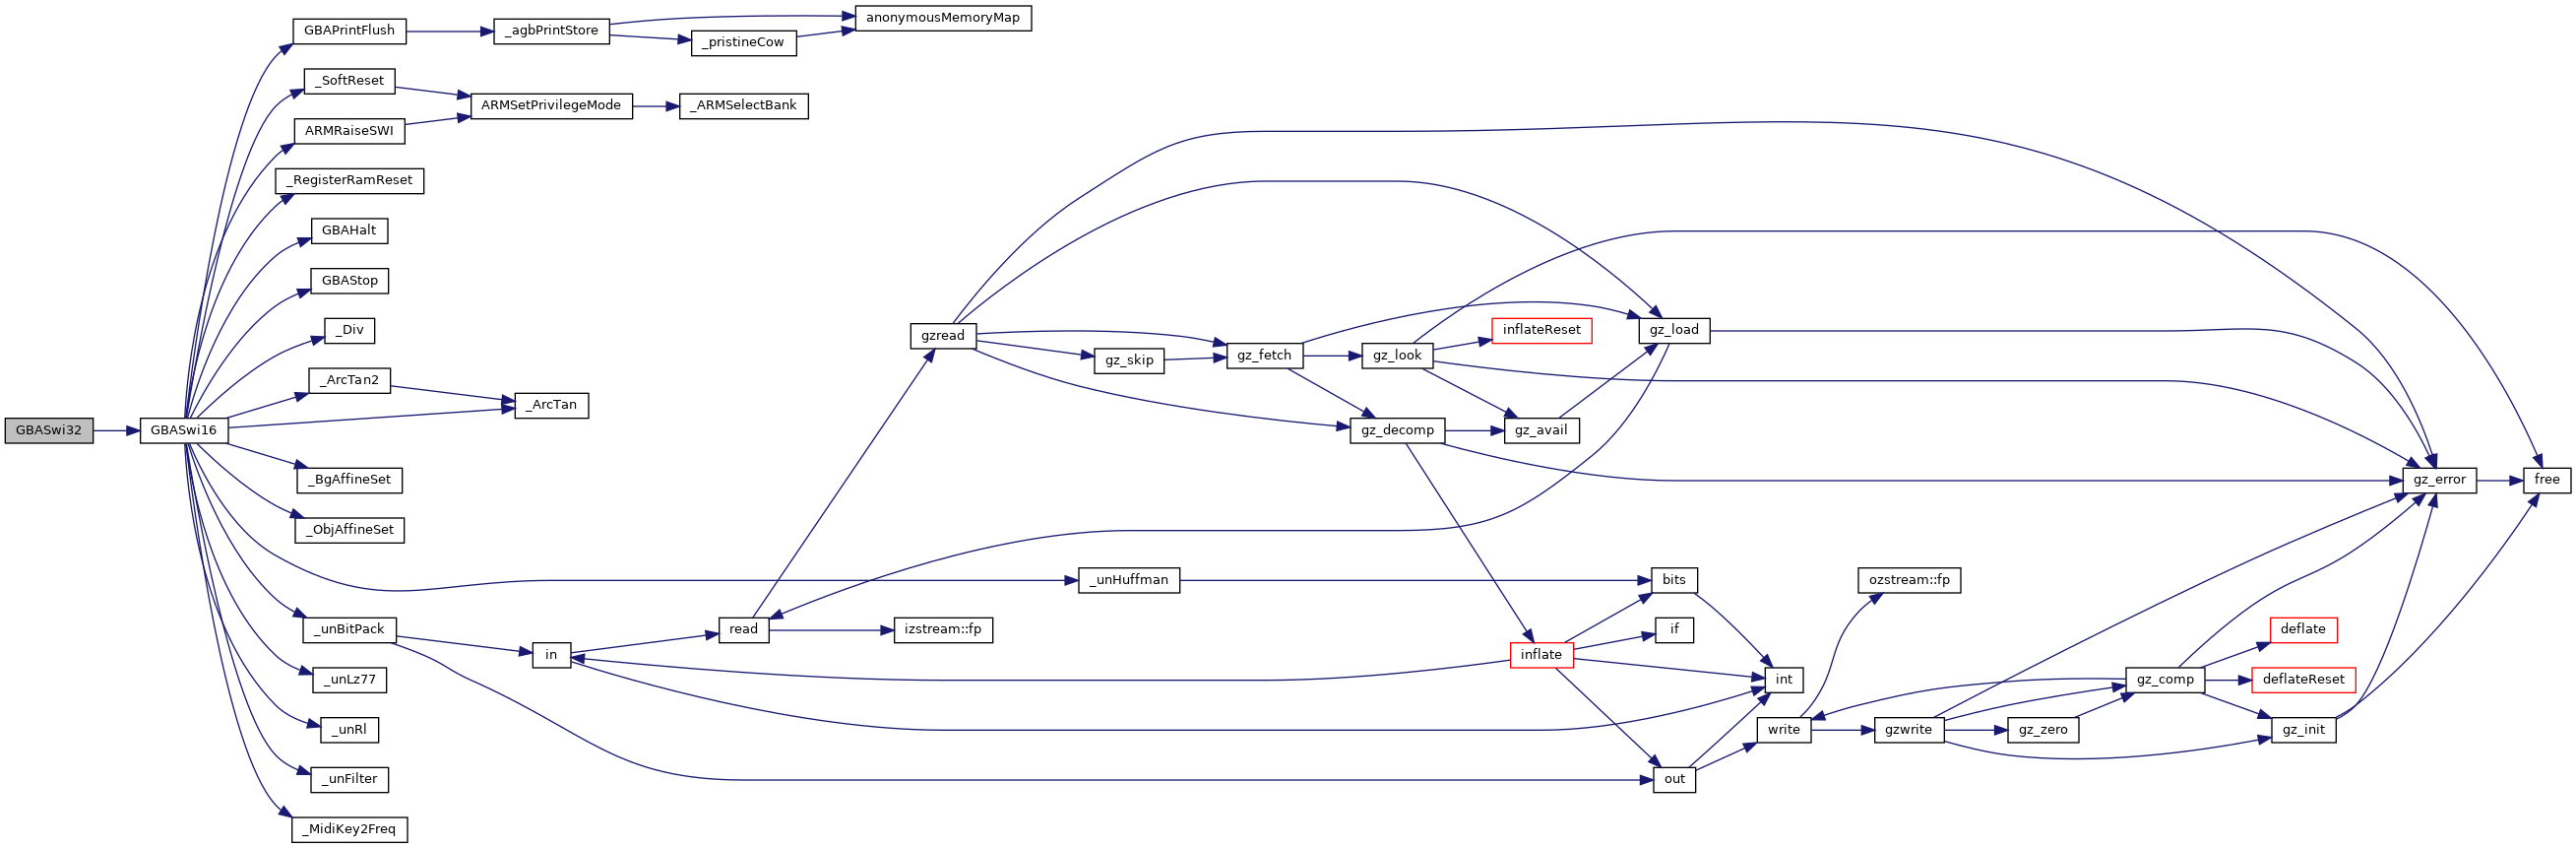 GBASwi32
GBASwi16
GBAPrintFlush
_agbPrintStore
anonymousMemoryMap
_pristineCow
_SoftReset
ARMSetPrivilegeMode
_ARMSelectBank
ARMRaiseSWI
_RegisterRamReset
GBAHalt
GBAStop
_Div
_ArcTan2
_ArcTan
_BgAffineSet
_ObjAffineSet
_unHuffman
_unBitPack
_unLz77
_unRl
_unFilter
_MidiKey2Freq
in
read
izstream::fp
gzread
gz_skip
gz_fetch
gz_look
inflateReset
gz_load
gz_decomp
gz_avail
gz_error
free
bits
inflate
if
int
out
write
ozstream::fp
gzwrite
gz_zero
gz_comp
deflate
deflateReset
gz_init